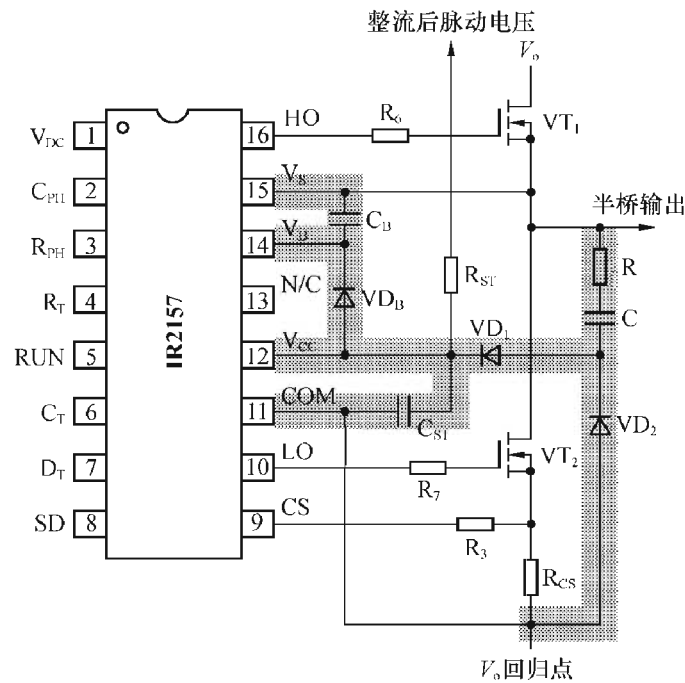 整流后脉动电压
Vo
HO
R6
VT1
VDC 1
16
CPH 2
15
VS
半桥输出
CB
RPH 3
14
VB
R
RST
N/C
RT 4
13
VDB
C
IR2157
VD1
RUN 5
12
VCC
COM
CT 6
11
CST
VD2
LO
VT2
DT 7
10
R7
CS
SD 8
9
R3
RCS
Vo回归点